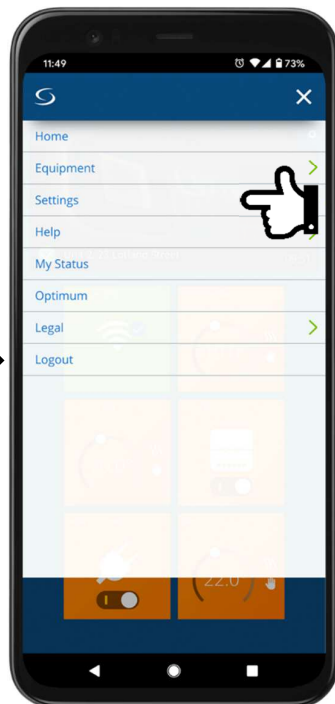 11:49 73%
Home
Equipment
Settings
Help
My Status
Optimum
Legal
Logout
22.0